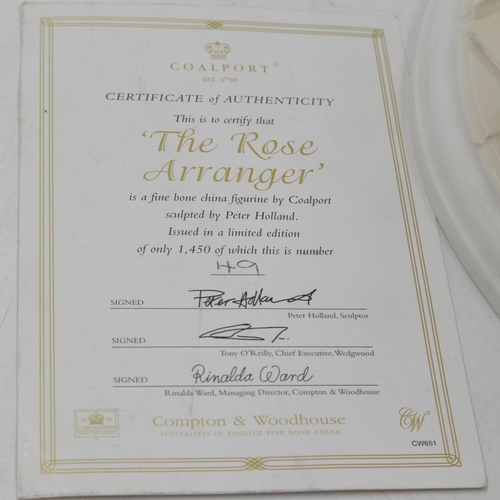 COALPORT®
EST. 1750
CERTIFICATE of AUTHENTICITY
This is to certify that
'The Rose
Arranger'
is a fine bone china figurine by Coalport
sculpted by Peter Holland.
Issued in a limited edition
of only 1,450 of which this is number
49
SIGNED Peter Holland
Peter Holland, Sculptor
SIGNED
Tony O'Reilly, Chief Executive, Wedgwood
SIGNED Rinalda Ward
Rinalda Ward, Managing Director, Compton & Woodhouse
Compton & Woodhouse
SPECIALISTS IN ENGLISH FINE BONE CHINA
CW
CW651